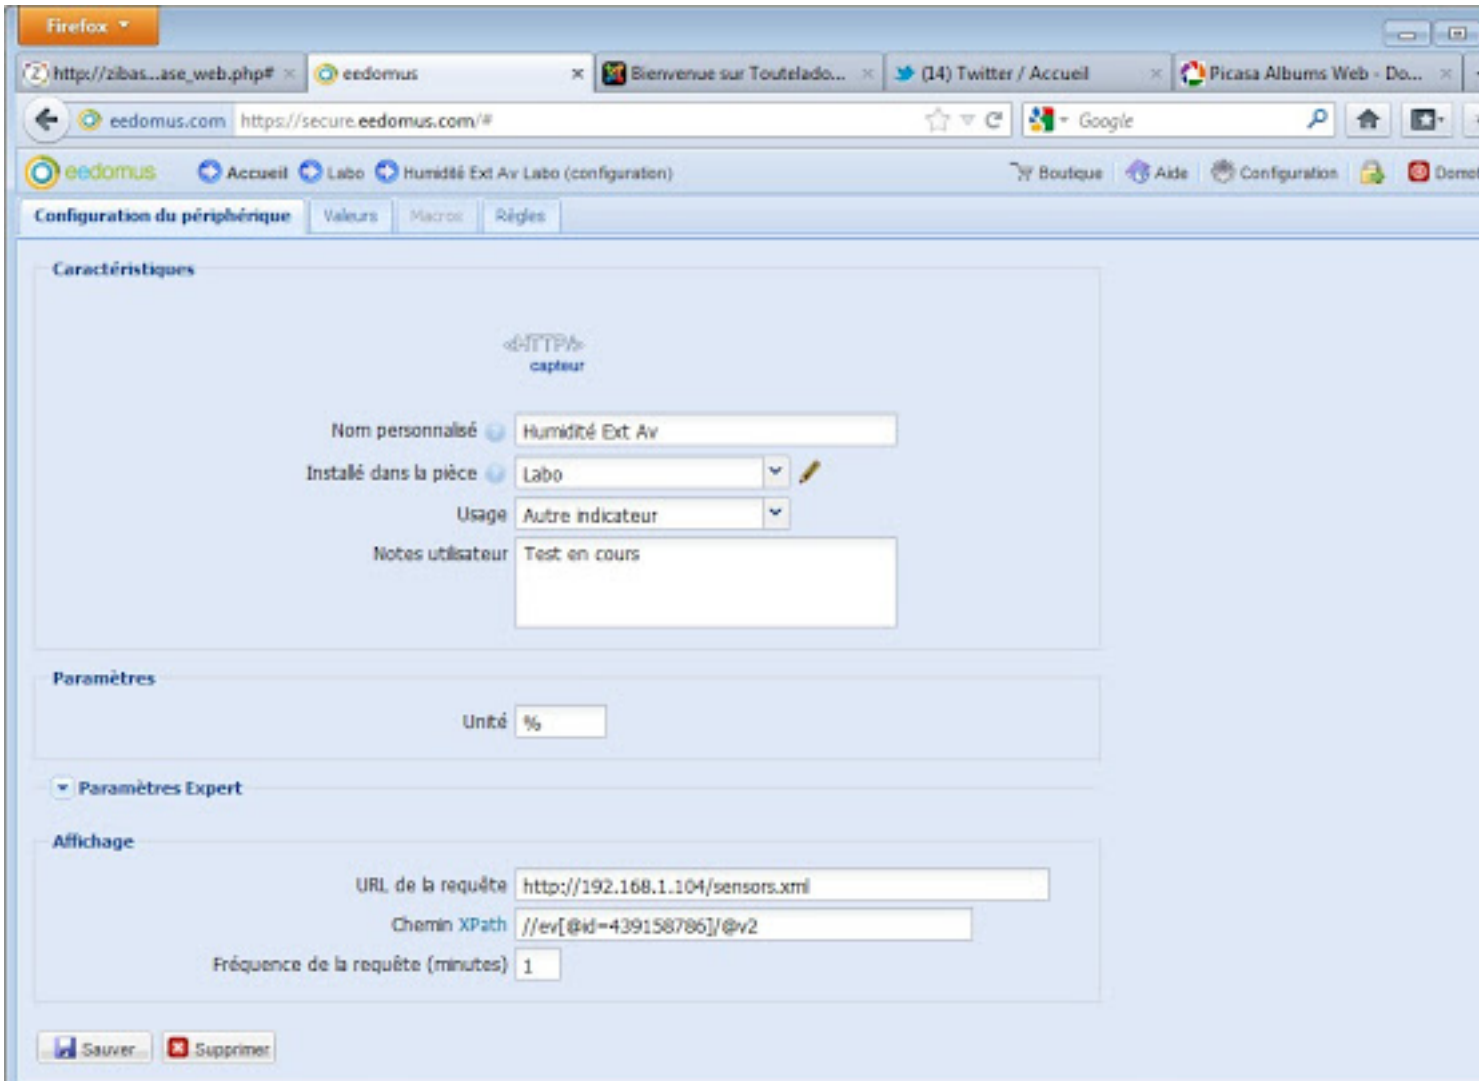 Firefox
http://zibas...ase_web.php# eedomus Bienvenue sur Toutelado... (14) Twitter / Accueil Picasa Albums Web - Do...
eedomus.com https://secure.eedomus.com/# Google
eedomus Accueil Labo Humidité Ext Av Labo (configuration) Boutique Aide Configuration
Configuration du périphérique Valeurs Macros Règles
Caractéristiques
<HTTP/>
capteur
Nom personnalisé Humidité Ext Av
Installé dans la pièce Labo
Usage Autre indicateur
Notes utilisateur Test en cours
Paramètres
Unité %
Paramètres Expert
Affichage
URL de la requête http://192.168.1.104/sensors.xml
Chemin XPath //ev[@id=439158786]/@v2
Fréquence de la requête (minutes) 1
Sauver Supprimer